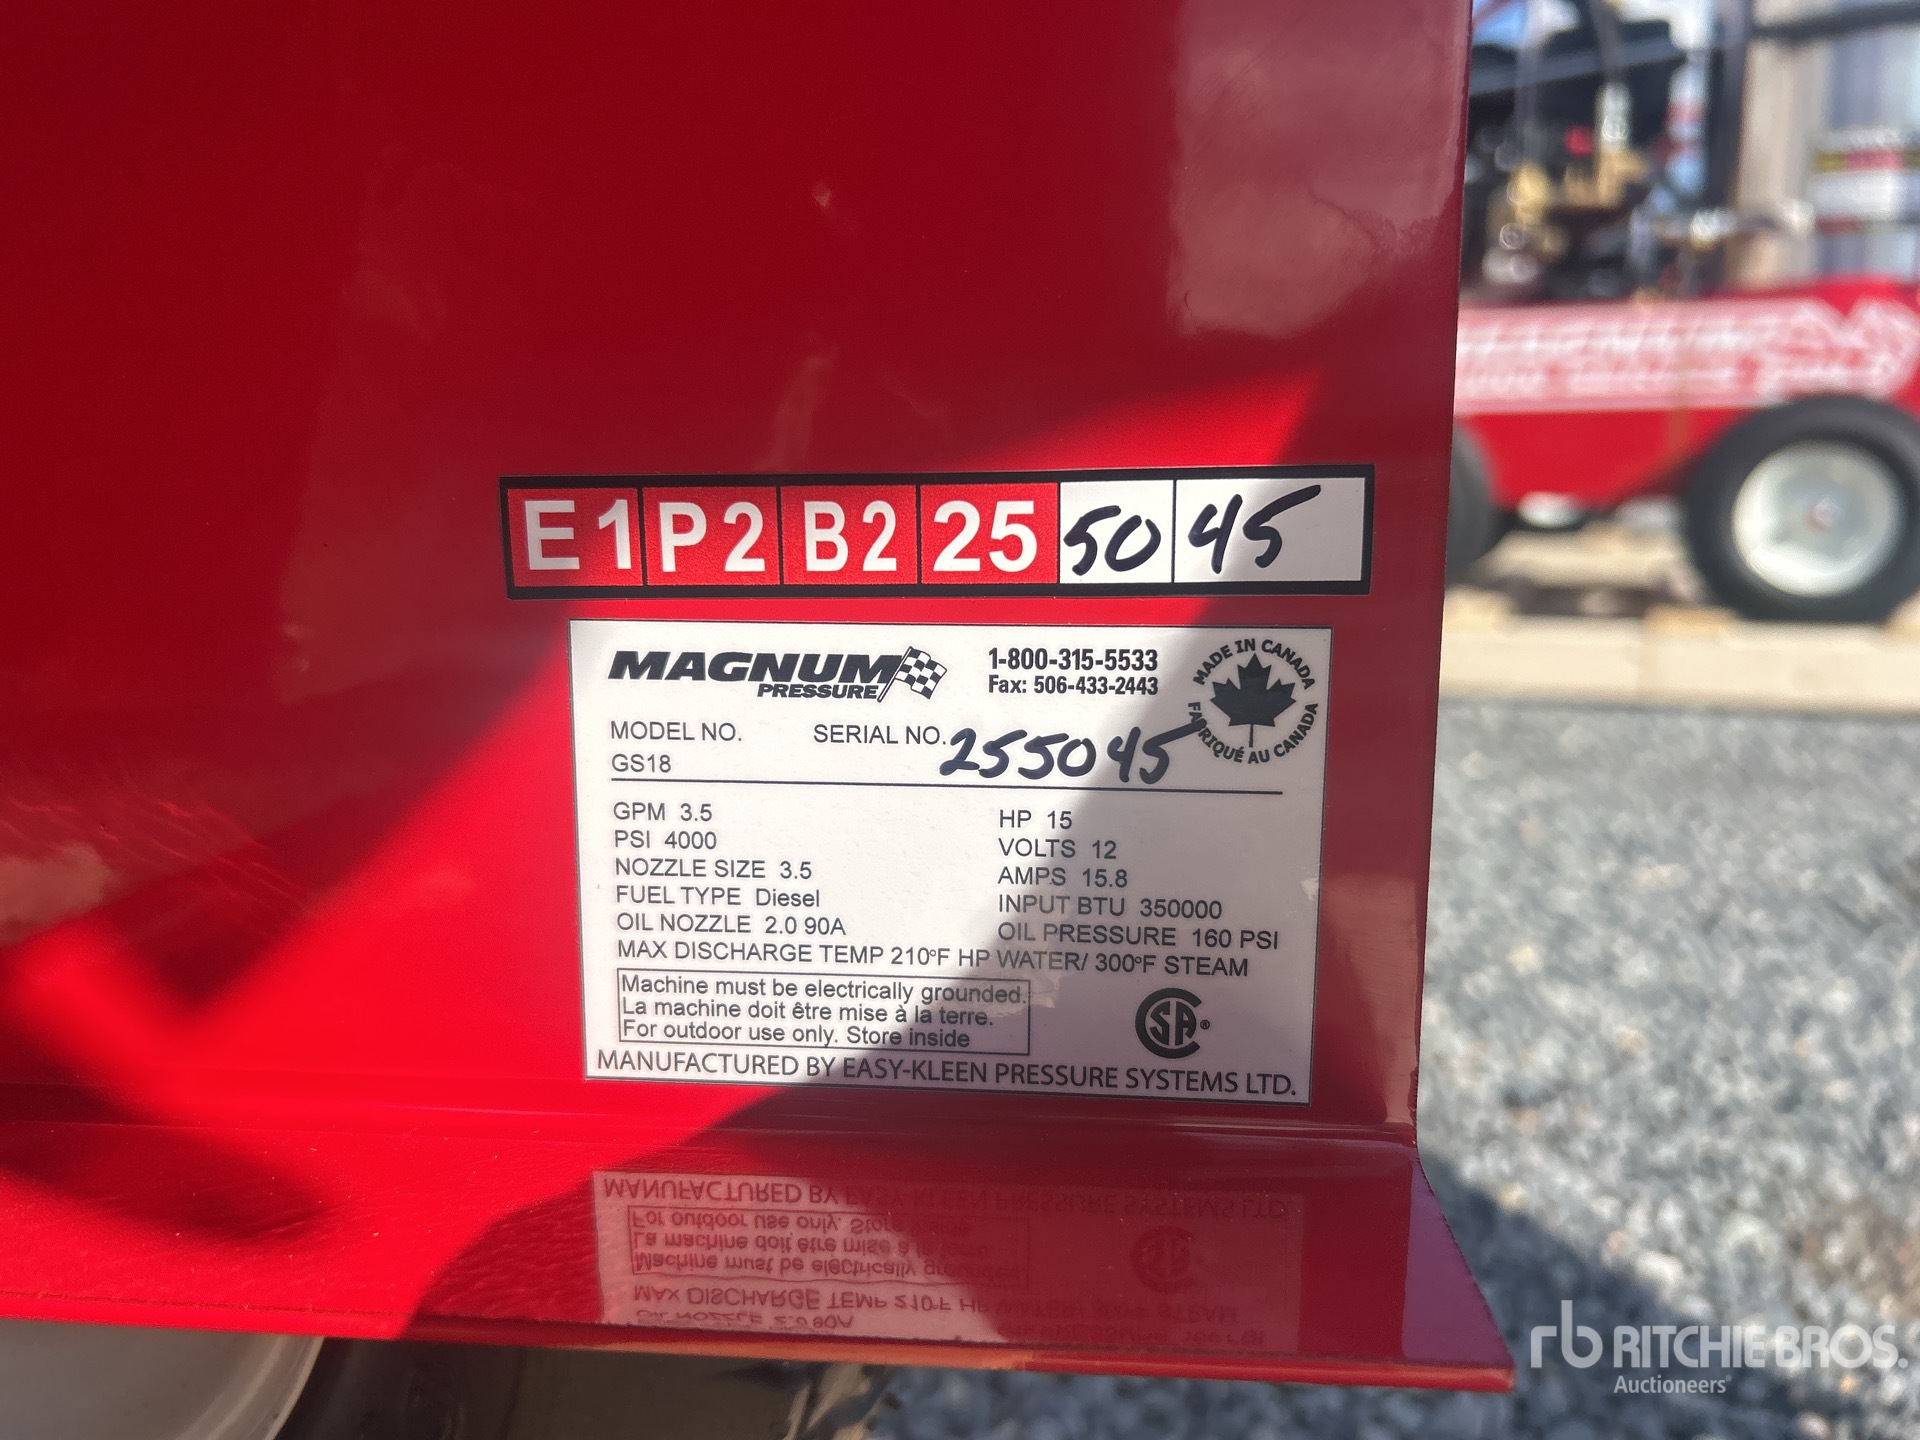 E1 P2 B2 25 50 45
MAGNUM
PRESSURE
1-800-315-5533
Fax: 506-433-2443
MADE IN CANADA
FABRIQUÉ AU CANADA
MODEL NO.
GS18
SERIAL NO. 255045
GPM 3.5
PSI 4000
NOZZLE SIZE 3.5
FUEL TYPE Diesel
OIL NOZZLE 2.0 90A
HP 15
VOLTS 12
AMPS 15.8
INPUT BTU 350000
OIL PRESSURE 160 PSI
MAX DISCHARGE TEMP 210°F HP WATER/ 300°F STEAM
Machine must be electrically grounded.
La machine doit être mise à la terre.
For outdoor use only. Store inside
CSA®
MANUFACTURED BY EASY-KLEEN PRESSURE SYSTEMS LTD.
rb RITCHIE BROS.
Auctioneers